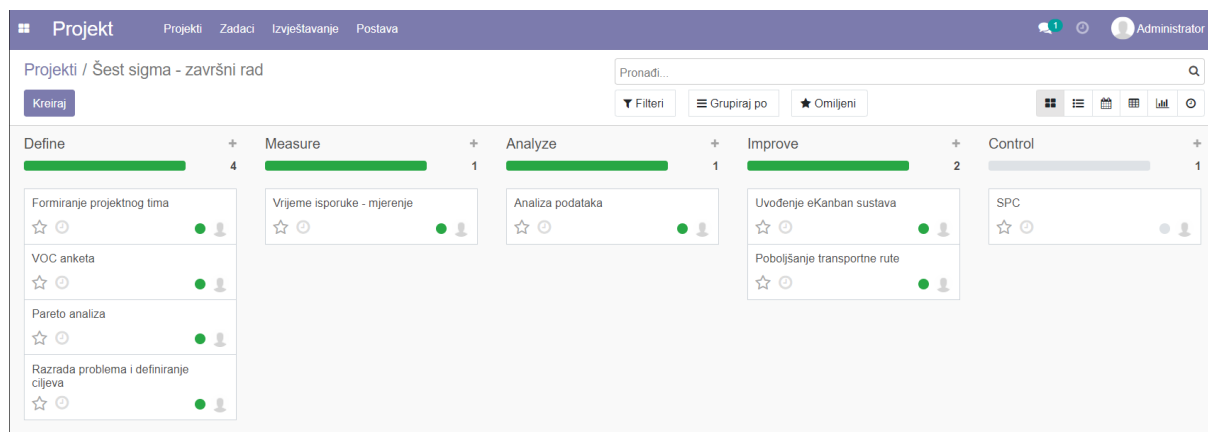 Projekt Projekti Zadaci Izvještavanje Postava 1 Administrator
Projekti / Šest sigma - završni rad
Pronađi...
Kreiraj
Filteri Grupiraj po Omiljeni
Define + Measure + Analyze + Improve + Control +
4 1 1 2 1
Formiranje projektnog tima
Vrijeme isporuke - mjerenje
Analiza podataka
Uvođenje eKanban sustava
SPC
VOC anketa
Poboljšanje transportne rute
Pareto analiza
Razrada problema i definiranje
ciljeva